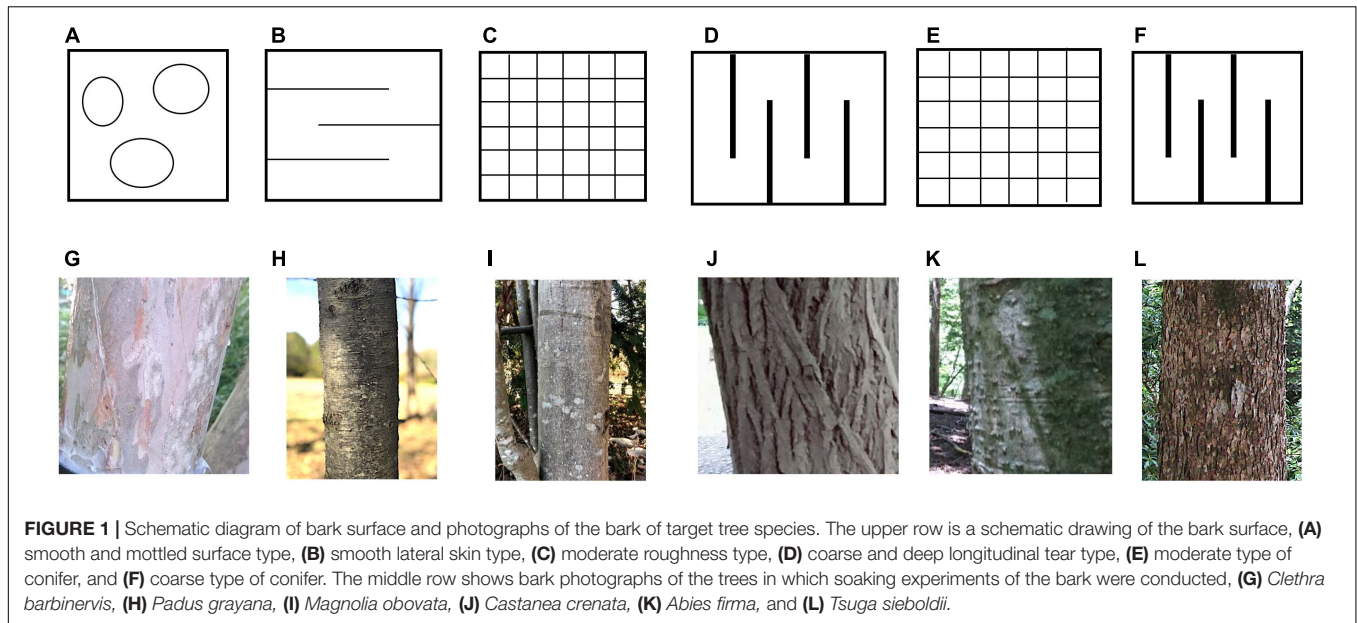 A B C D E F
G H I J K L
FIGURE 1 | Schematic diagram of bark surface and photographs of the bark of target tree species. The upper row is a schematic drawing of the bark surface, (A)
smooth and mottled surface type, (B) smooth lateral skin type, (C) moderate roughness type, (D) coarse and deep longitudinal tear type, (E) moderate type of
conifer, and (F) coarse type of conifer. The middle row shows bark photographs of the trees in which soaking experiments of the bark were conducted, (G) Clethra
barbinervis, (H) Padus grayana, (I) Magnolia obovata, (J) Castanea crenata, (K) Abies firma, and (L) Tsuga sieboldii.